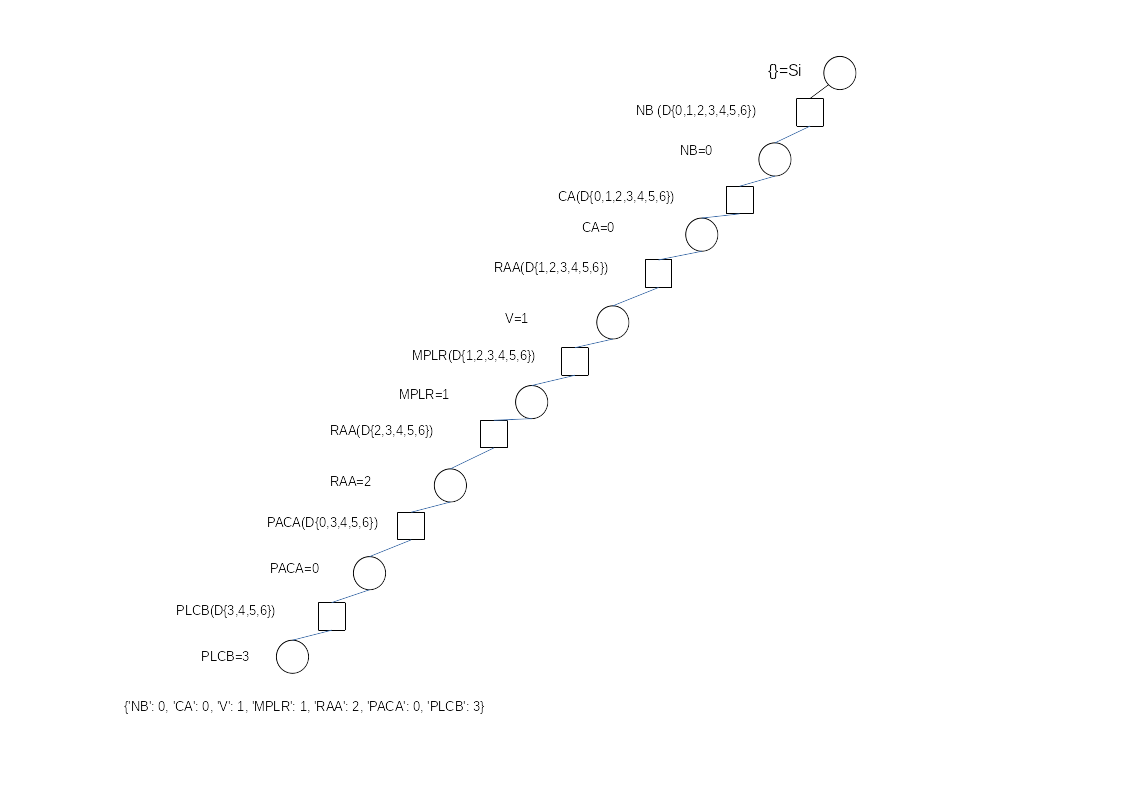 {}=Si
NB (D{0,1,2,3,4,5,6})
NB=0
CA(D{0,1,2,3,4,5,6})
CA=0
RAA(D{1,2,3,4,5,6})
V=1
MPLR(D{1,2,3,4,5,6})
MPLR=1
RAA(D{2,3,4,5,6})
RAA=2
PACA(D{0,3,4,5,6})
PACA=0
PLCB(D{3,4,5,6})
PLCB=3
{'NB': 0, 'CA': 0, 'V': 1, 'MPLR': 1, 'RAA': 2, 'PACA': 0, 'PLCB': 3}